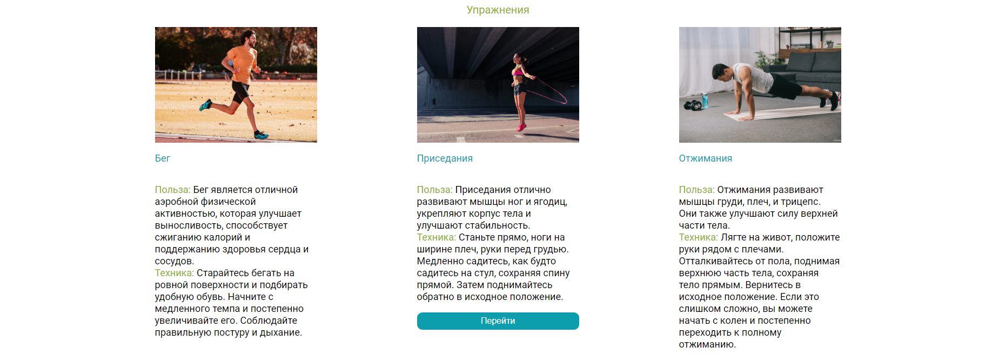 Упражнения
Бег
Польза: Бег является отличной
аэробной физической
активностью, которая улучшает
выносливость, способствует
сжиганию калорий и
поддержанию здоровья сердца и
сосудов.
Техника: Старайтесь бегать на
ровной поверхности и подбирать
удобную обувь. Начните с
медленного темпа и постепенно
увеличивайте его. Соблюдайте
правильную постуру и дыхание.
Приседания
Польза: Приседания отлично
развивают мышцы ног и ягодиц,
укрепляют корпус тела и
улучшают стабильность.
Техника: Станьте прямо, ноги на
ширине плеч, руки перед грудью.
Медленно садитесь, как будто
садитесь на стул, сохраняя спину
прямой. Затем поднимайтесь
обратно в исходное положение.
Перейти
Отжимания
Польза: Отжимания развивают
мышцы груди, плеч, и трицепс.
Они также улучшают силу верхней
части тела.
Техника: Лягте на живот, положите
руки рядом с плечами.
Отталкивайтесь от пола, поднимая
верхнюю часть тела, сохраняя
тело прямым. Вернитесь в
исходное положение. Если это
слишком сложно, вы можете
начать с колен и постепенно
переходить к полному
отжиманию.